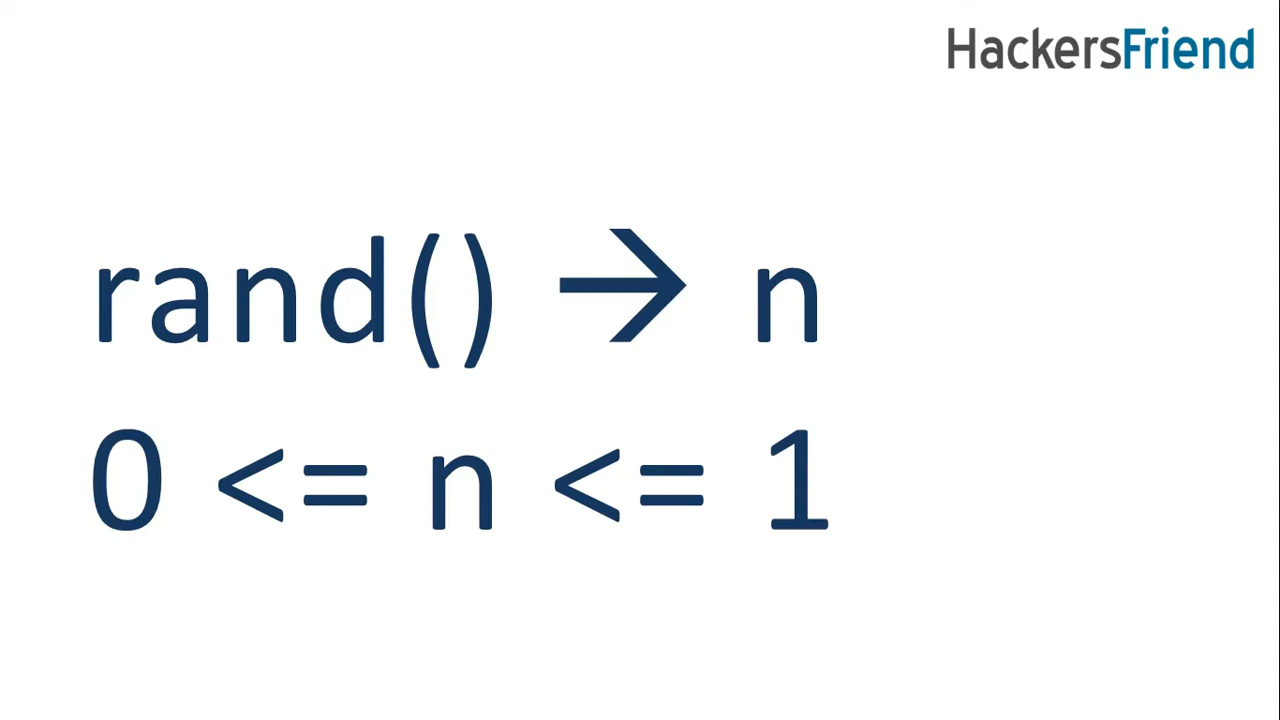 HackersFriend
rand() → n
0 <= n <= 1